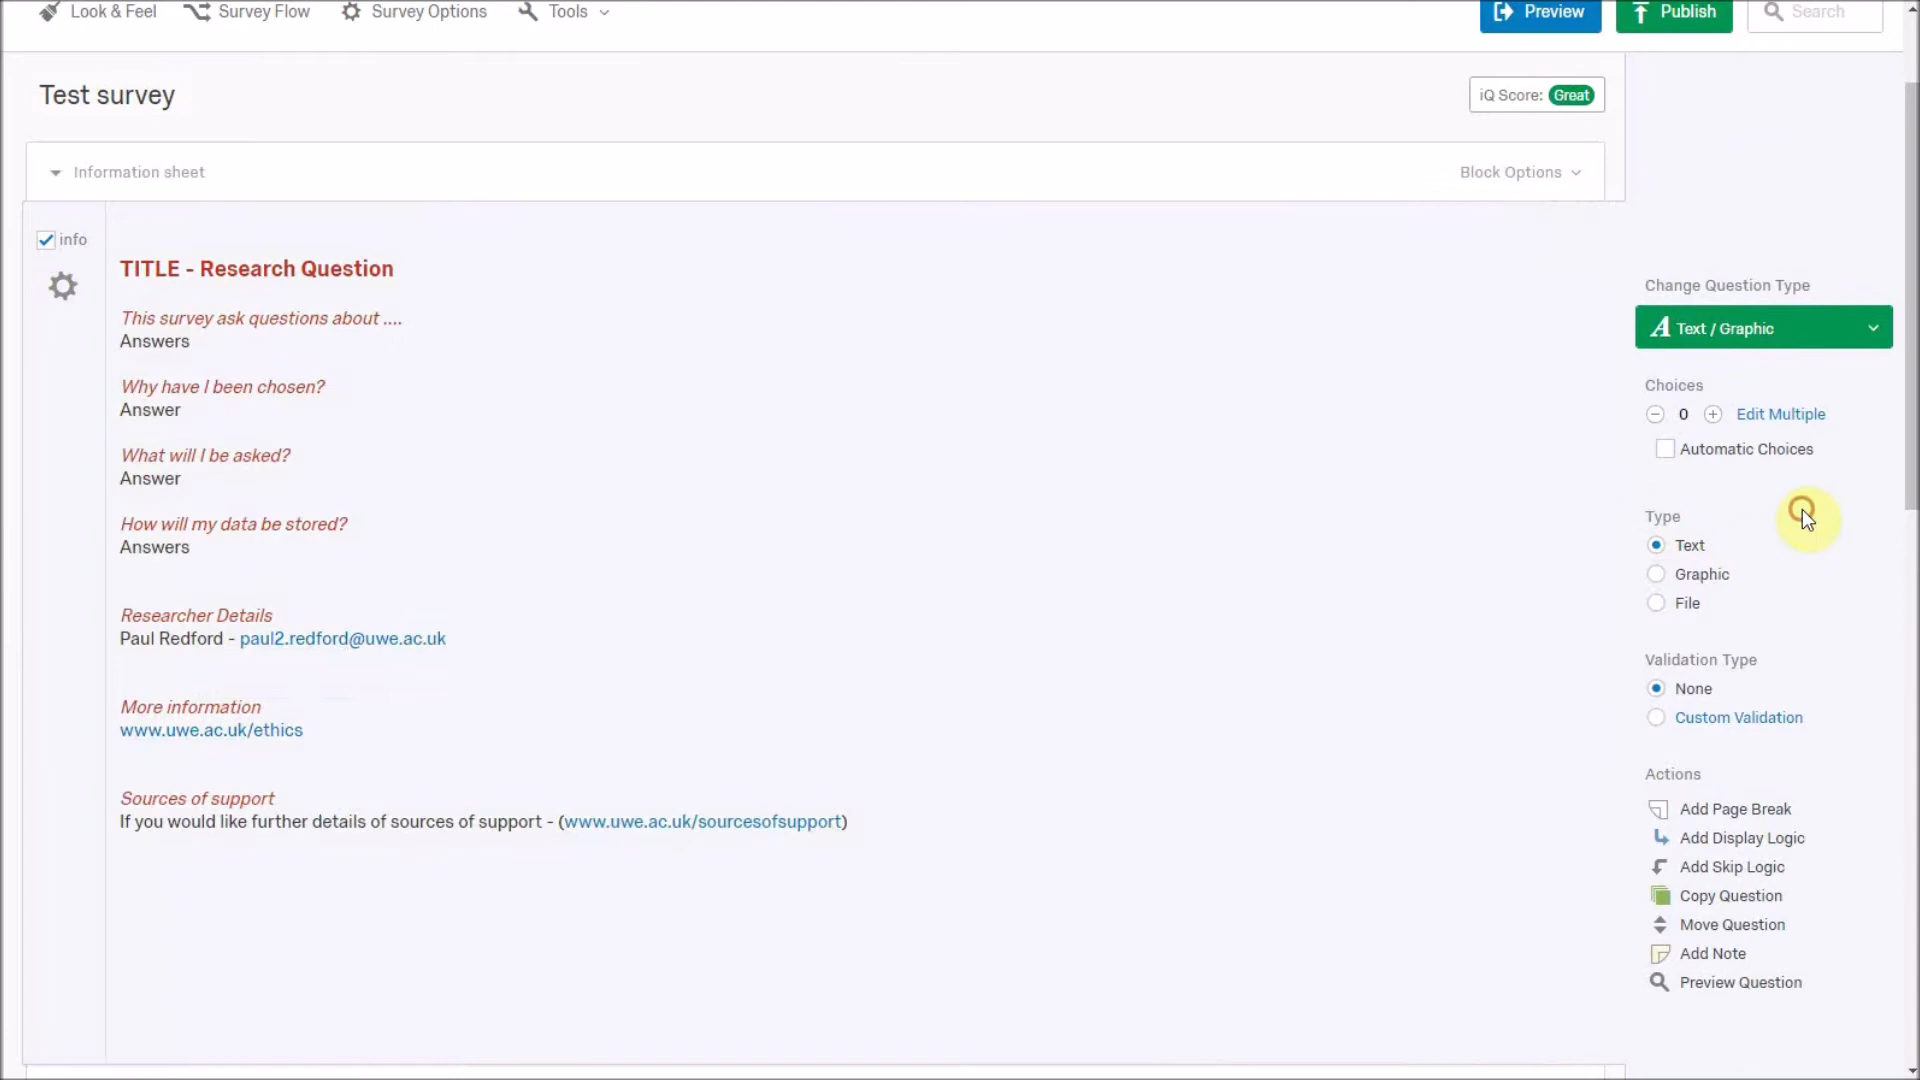 Look & Feel Survey Flow Survey Options Tools Preview Publish Search
Test survey
iQ Score: Great
Information sheet
Block Options
info
TITLE - Research Question
This survey ask questions about ....
Answers
Why have I been chosen?
Answer
What will I be asked?
Answer
How will my data be stored?
Answers
Researcher Details
Paul Redford - paul2.redford@uwe.ac.uk
More information
www.uwe.ac.uk/ethics
Sources of support
If you would like further details of sources of support - (www.uwe.ac.uk/sourcesofsupport)
Change Question Type
A Text / Graphic
Choices
0 Edit Multiple
Automatic Choices
Type
Text
Graphic
File
Validation Type
None
Custom Validation
Actions
Add Page Break
Add Display Logic
Add Skip Logic
Copy Question
Move Question
Add Note
Preview Question